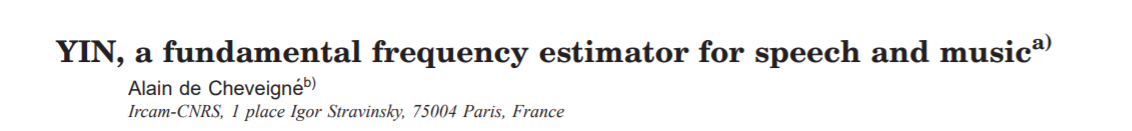 YIN, a fundamental frequency estimator for speech and musicᵃ⁾
Alain de Cheveignéᵇ⁾
Ircam-CNRS, 1 place Igor Stravinsky, 75004 Paris, France